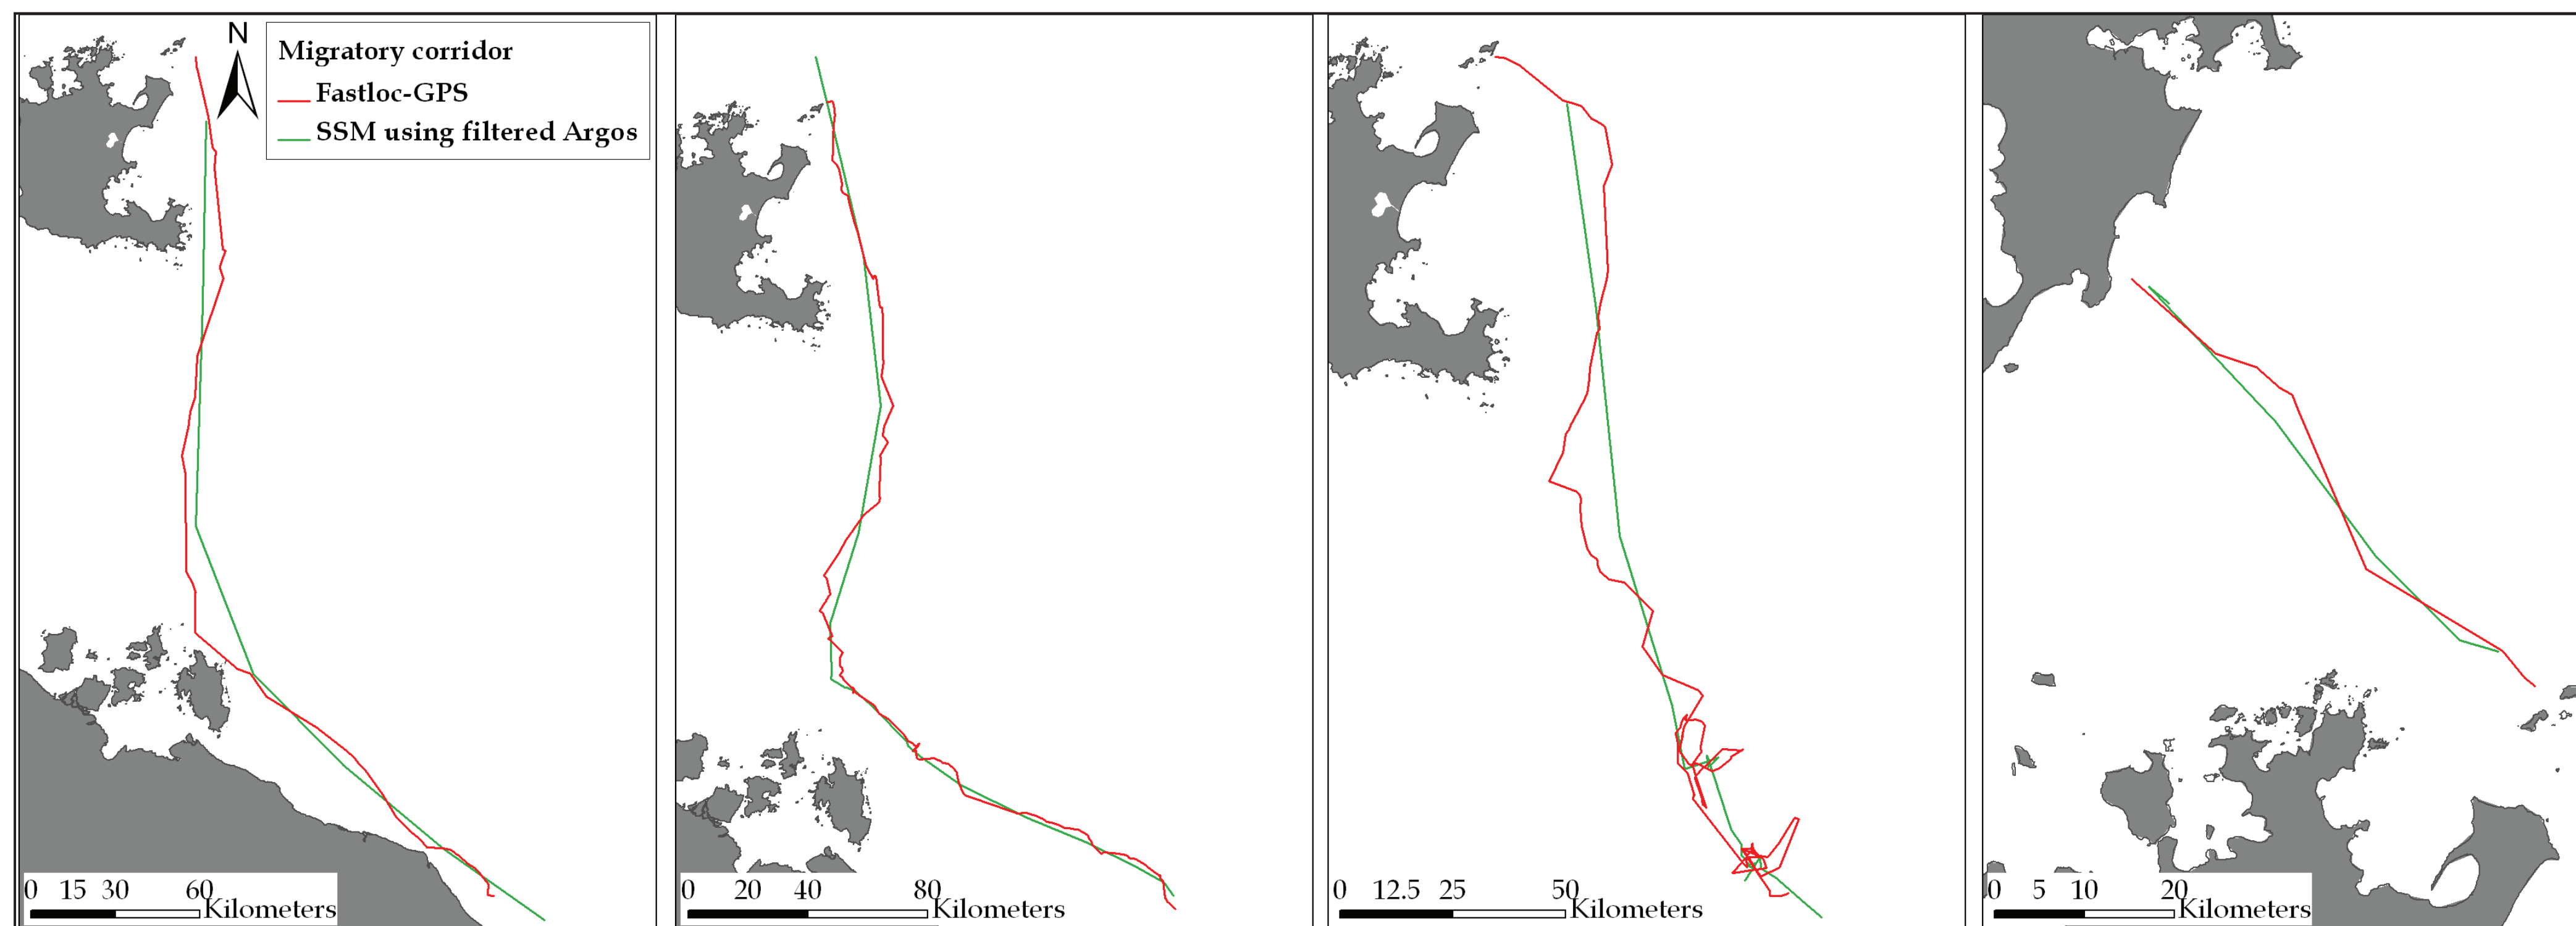 N
Migratory corridor
Fastloc-GPS
SSM using filtered Argos
0 15 30 60
Kilometers
0 20 40 80
Kilometers
0 12.5 25 50
Kilometers
0 5 10 20
Kilometers